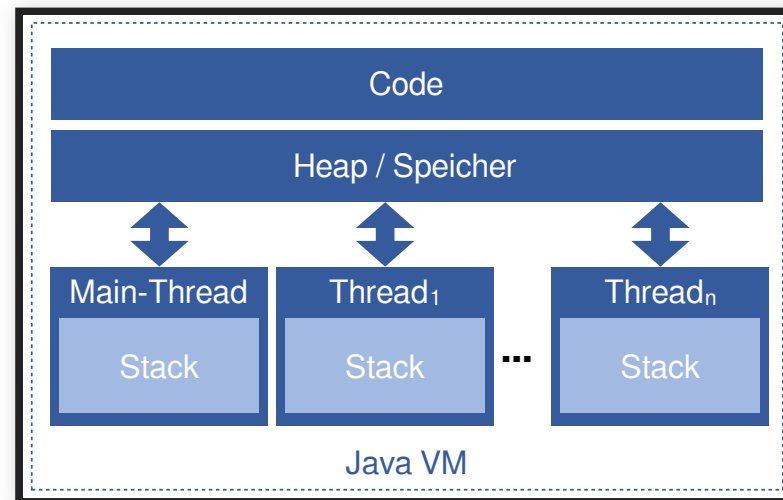 Code
Heap / Speicher
Main-Thread Thread₁ Threadₙ
Stack Stack ... Stack
Java VM